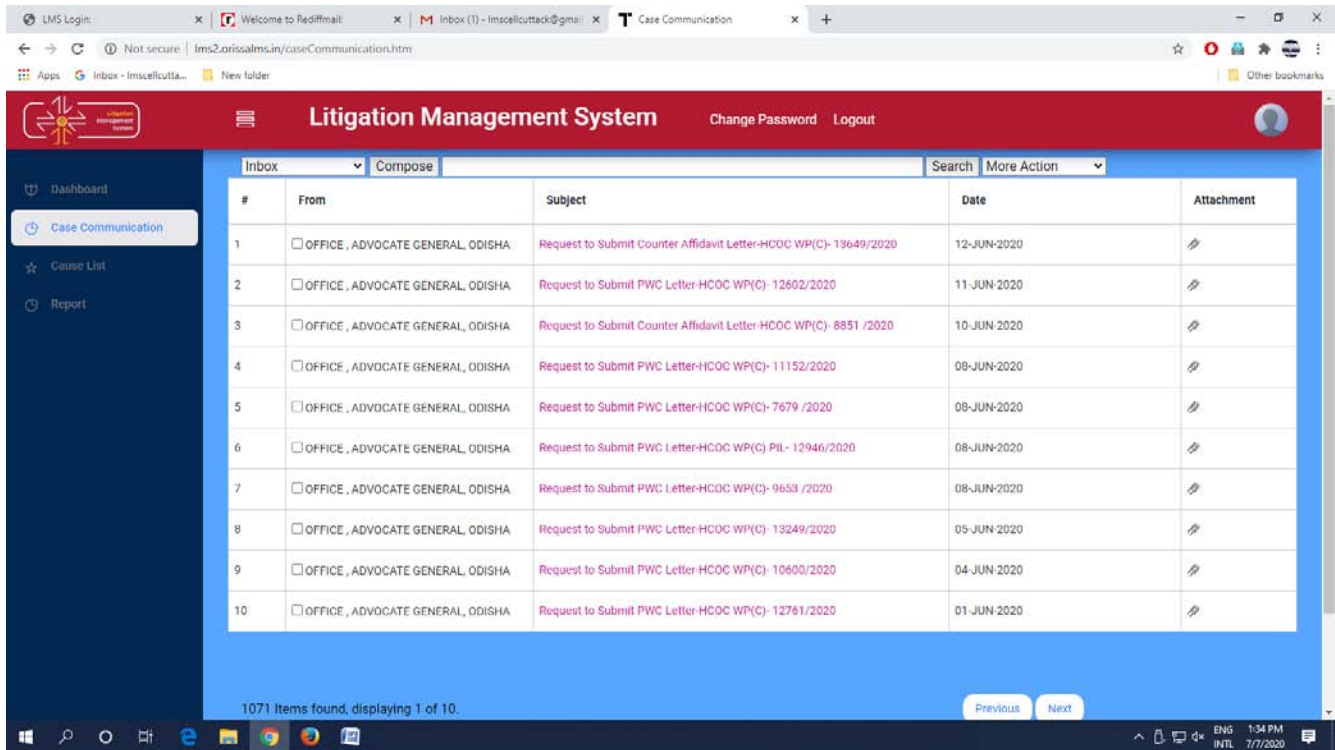 LMS Login:
Welcome to Rediffmail:
Inbox (1) - lmscellcuttack@gmai
Case Communication
Not secure | lms2.orissalms.in/caseCommunication.htm
Apps Inbox - lmscellcutta... New folder Other bookmarks
Litigation Management System
Litigation Management System Change Password Logout
Inbox Compose Search More Action
Dashboard
Case Communication
Cause List
Report
# From Subject Date Attachment
1 OFFICE , ADVOCATE GENERAL, ODISHA Request to Submit Counter Affidavit Letter-HCOC WP(C)- 13649/2020 12-JUN-2020
2 OFFICE , ADVOCATE GENERAL, ODISHA Request to Submit PWC Letter-HCOC WP(C)- 12602/2020 11-JUN-2020
3 OFFICE , ADVOCATE GENERAL, ODISHA Request to Submit Counter Affidavit Letter-HCOC WP(C)- 8851 /2020 10-JUN-2020
4 OFFICE , ADVOCATE GENERAL, ODISHA Request to Submit PWC Letter-HCOC WP(C)- 11152/2020 08-JUN-2020
5 OFFICE , ADVOCATE GENERAL, ODISHA Request to Submit PWC Letter-HCOC WP(C)- 7679 /2020 08-JUN-2020
6 OFFICE , ADVOCATE GENERAL, ODISHA Request to Submit PWC Letter-HCOC WP(C) PIL- 12946/2020 08-JUN-2020
7 OFFICE , ADVOCATE GENERAL, ODISHA Request to Submit PWC Letter-HCOC WP(C)- 9653 /2020 08-JUN-2020
8 OFFICE , ADVOCATE GENERAL, ODISHA Request to Submit PWC Letter-HCOC WP(C)- 13249/2020 05-JUN-2020
9 OFFICE , ADVOCATE GENERAL, ODISHA Request to Submit PWC Letter-HCOC WP(C)- 10600/2020 04-JUN-2020
10 OFFICE , ADVOCATE GENERAL, ODISHA Request to Submit PWC Letter-HCOC WP(C)- 12761/2020 01-JUN-2020
1071 Items found, displaying 1 of 10. Previous Next
ENG 1:34 PM
INTL 7/7/2020